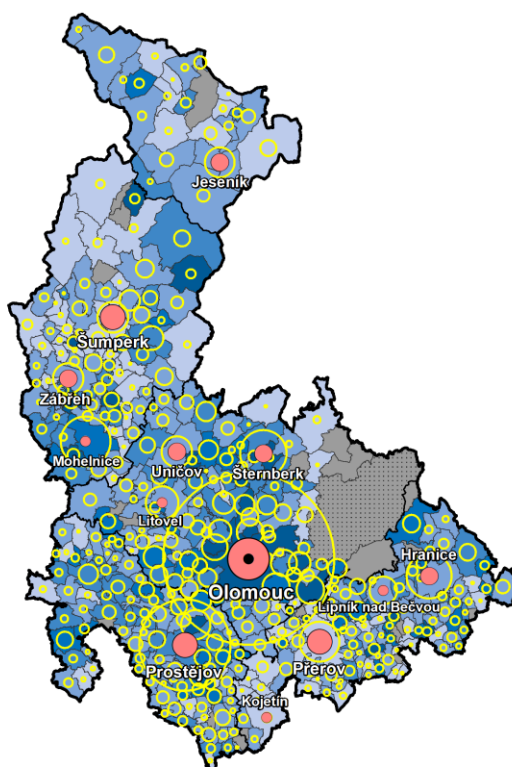 Jeseník
Šumperk
Zábřeh
Mohelnice
Uničov
Šternberk
Litovel
Hranice
Olomouc
Lipník nad Bečvou
Prostějov
Přerov
Kojetín